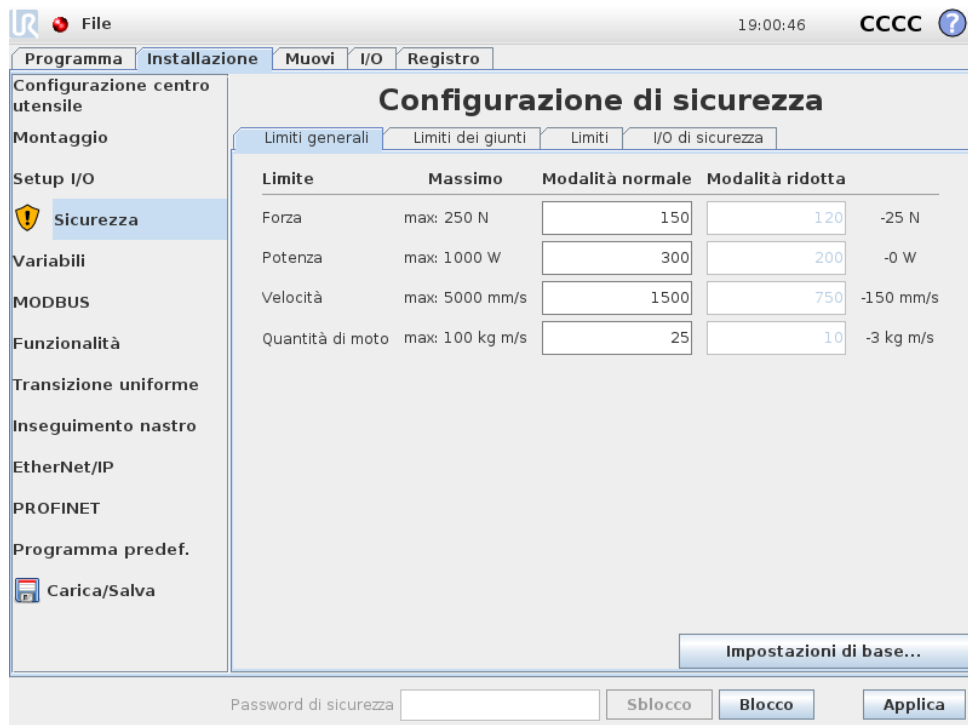 UR File 19:00:46 CCCC ?
Programma Installazione Muovi I/O Registro
Configurazione centro
utensile
Montaggio
Setup I/O
Sicurezza
Variabili
MODBUS
Funzionalità
Transizione uniforme
Inseguimento nastro
EtherNet/IP
PROFINET
Programma predef.
Carica/Salva
Configurazione di sicurezza
Limiti generali Limiti dei giunti Limiti I/O di sicurezza
Limite Massimo Modalità normale Modalità ridotta
Forza max: 250 N 150 120 -25 N
Potenza max: 1000 W 300 200 -0 W
Velocità max: 5000 mm/s 1500 750 -150 mm/s
Quantità di moto max: 100 kg m/s 25 10 -3 kg m/s
Impostazioni di base...
Password di sicurezza Sblocco Blocco Applica